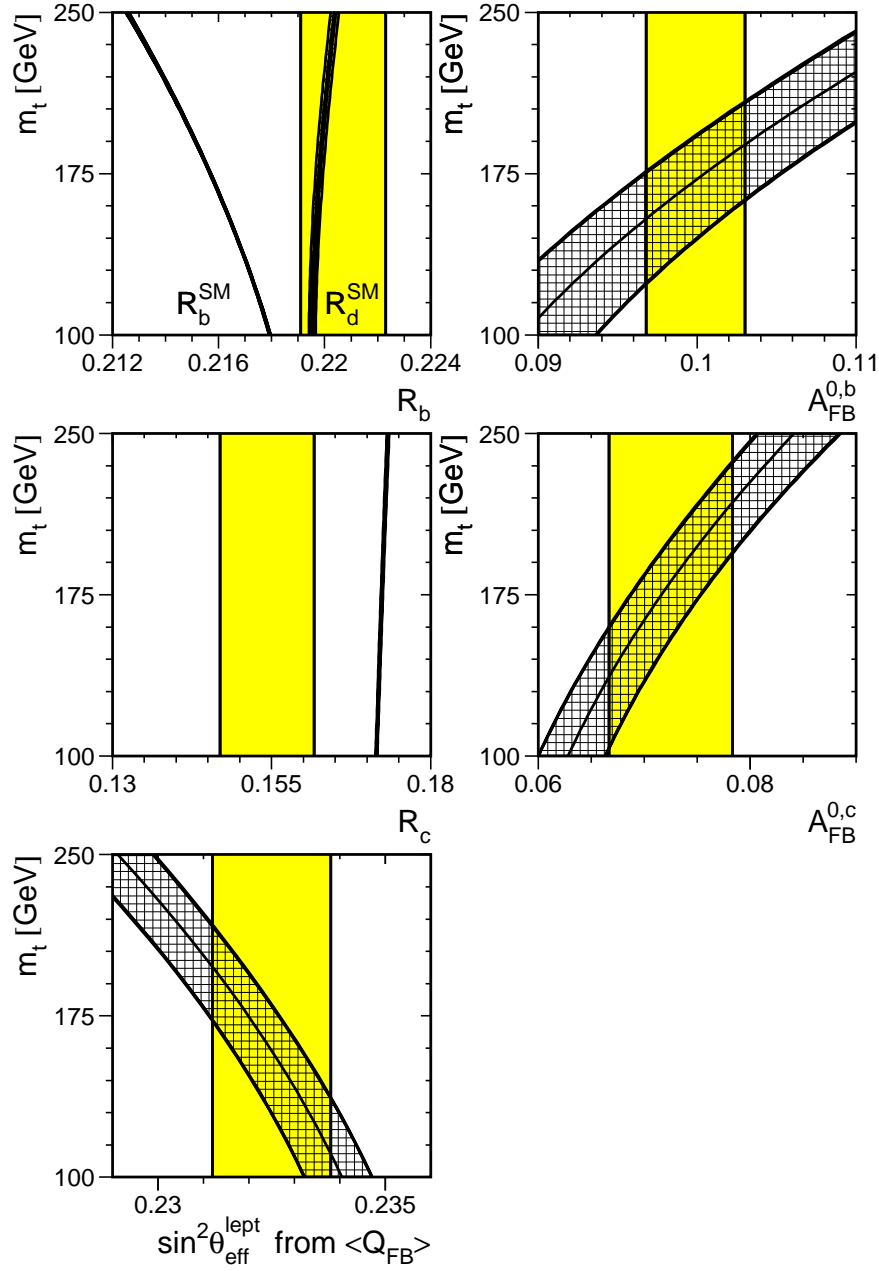 250
175
100
m_t [GeV]
R_b^SM
R_d^SM
0.212
0.216
0.22
0.224
R_b
250
175
100
m_t [GeV]
0.09
0.1
0.11
A_FB^0,b
250
175
100
m_t [GeV]
0.13
0.155
0.18
R_c
250
175
100
m_t [GeV]
0.06
0.08
A_FB^0,c
250
175
100
m_t [GeV]
0.23
0.235
sin²θ_eff^lept from <Q_FB>